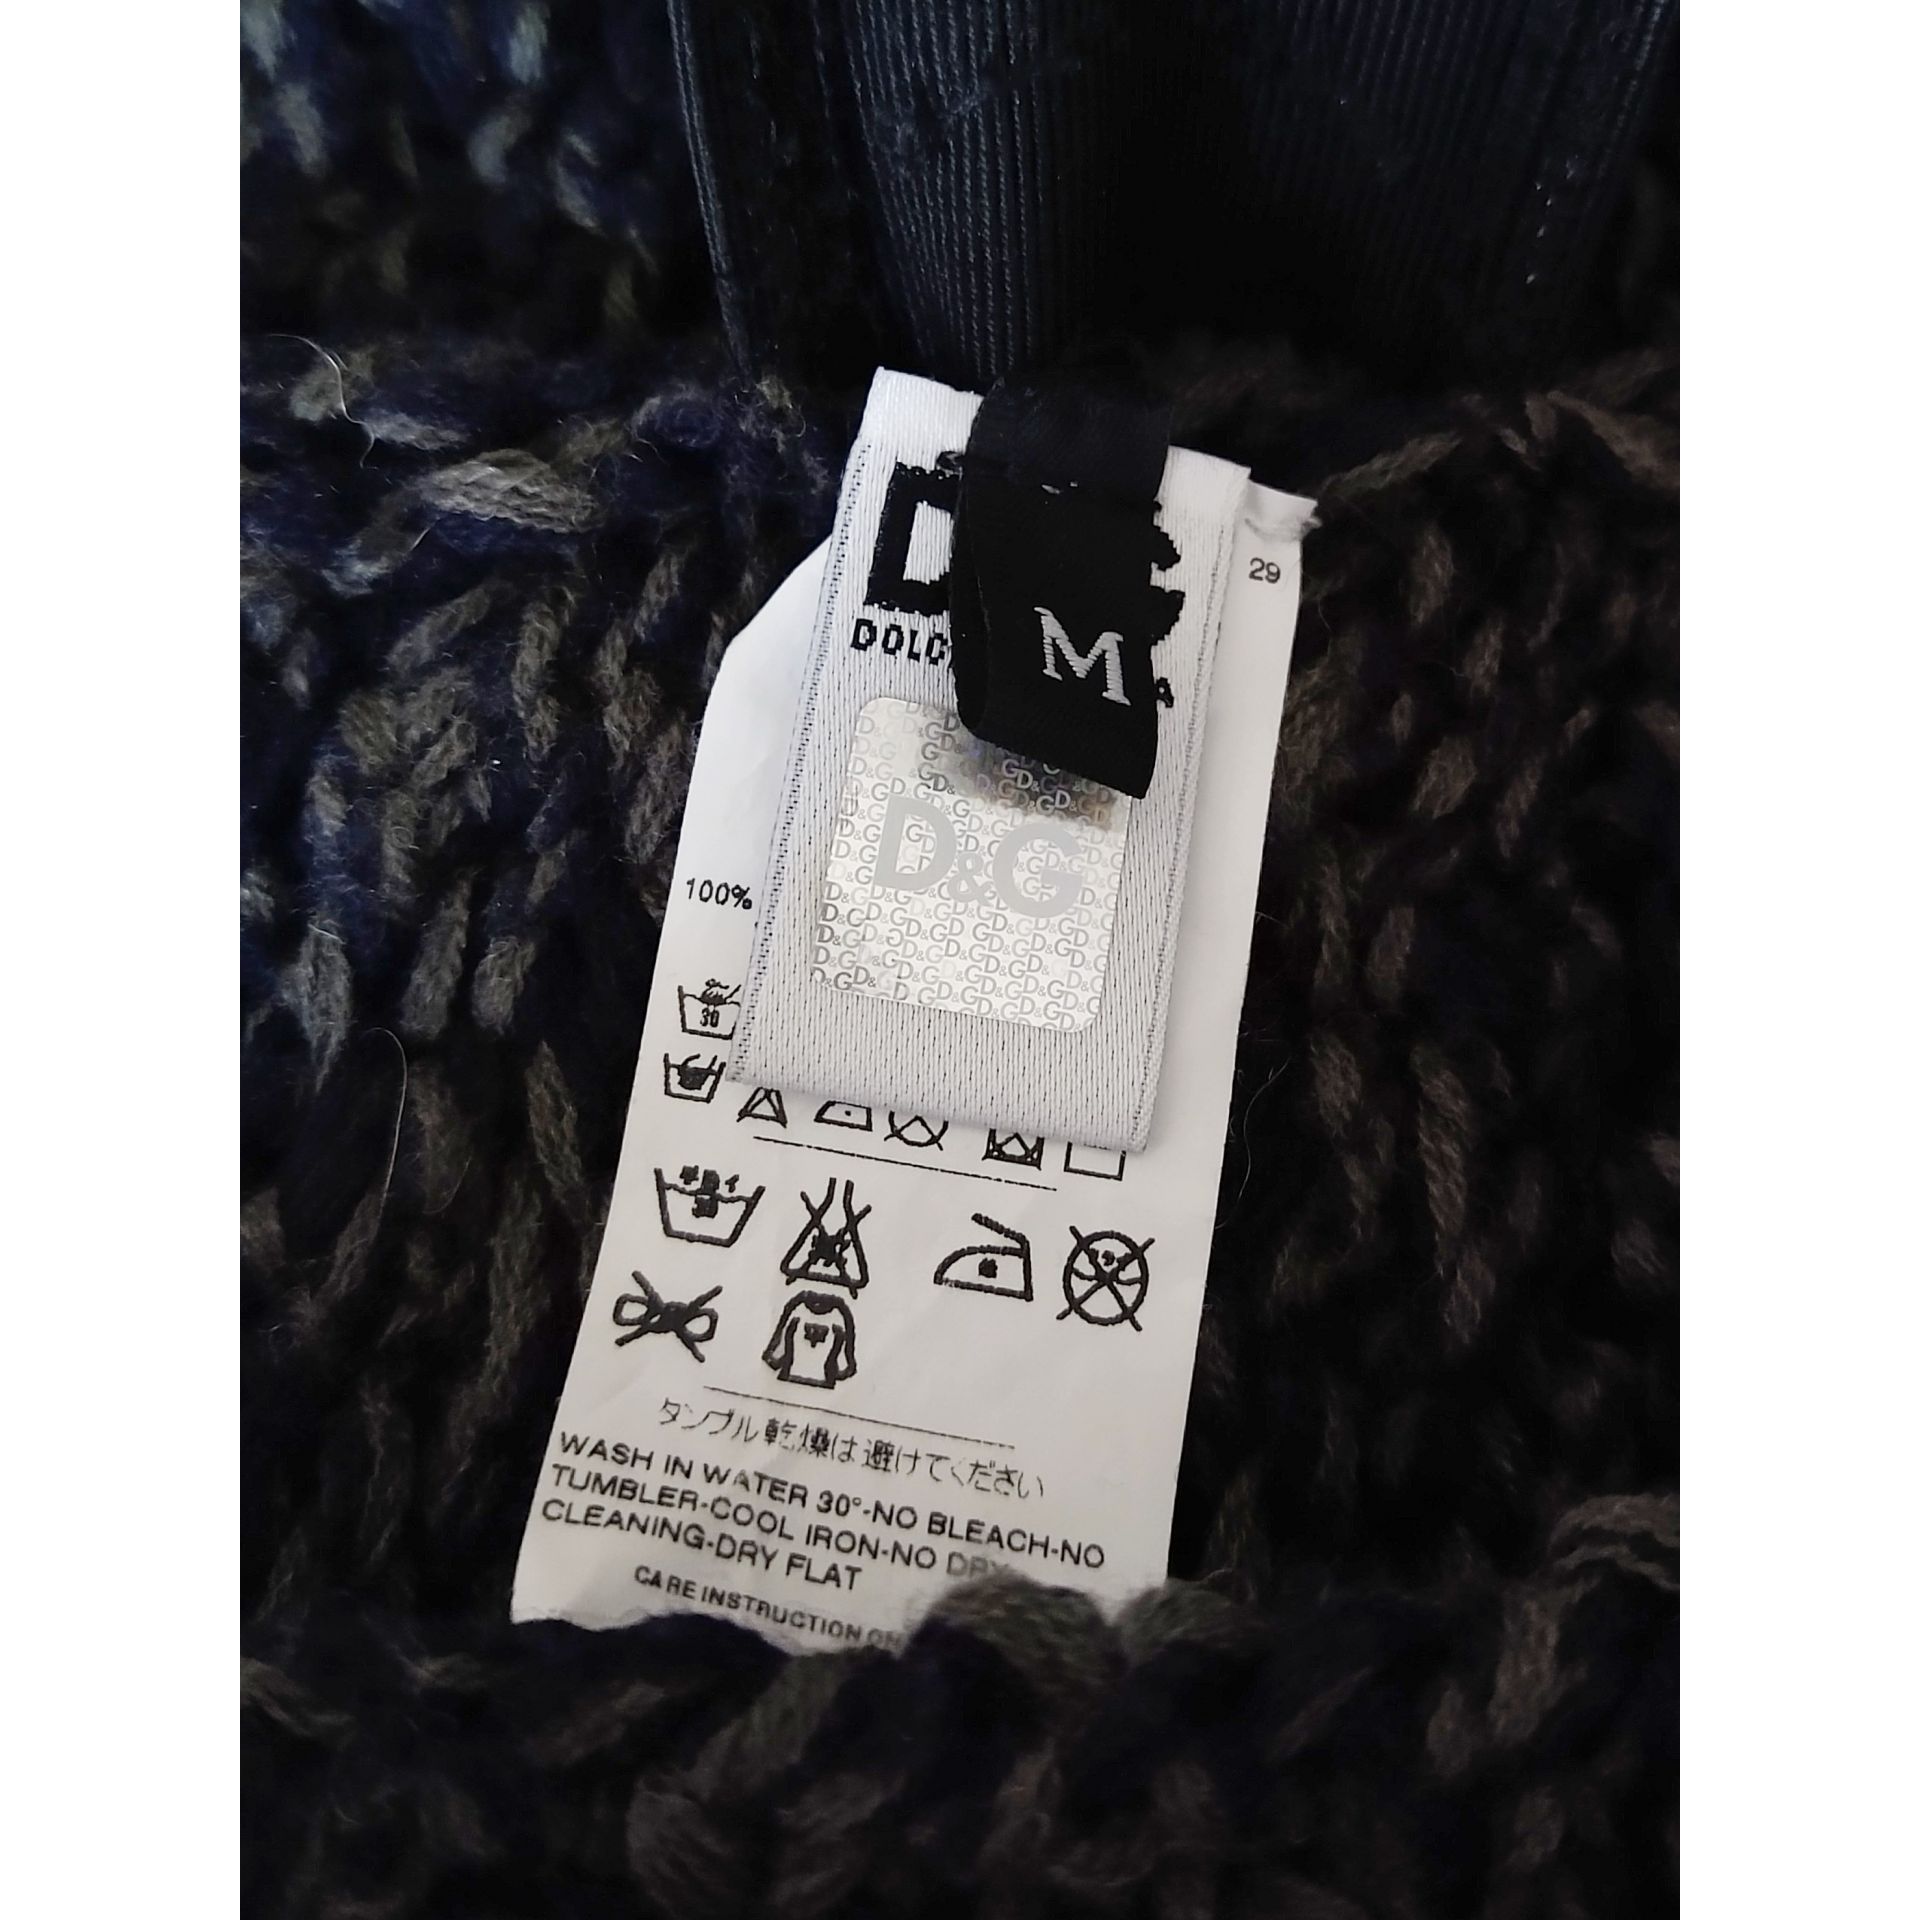 29
M
D&G
100%
30
タンブル乾燥は避けてください
WASH IN WATER 30°-NO BLEACH-NO
TUMBLER-COOL IRON-NO DRY
CLEANING-DRY FLAT
CARE INSTRUCTION ON